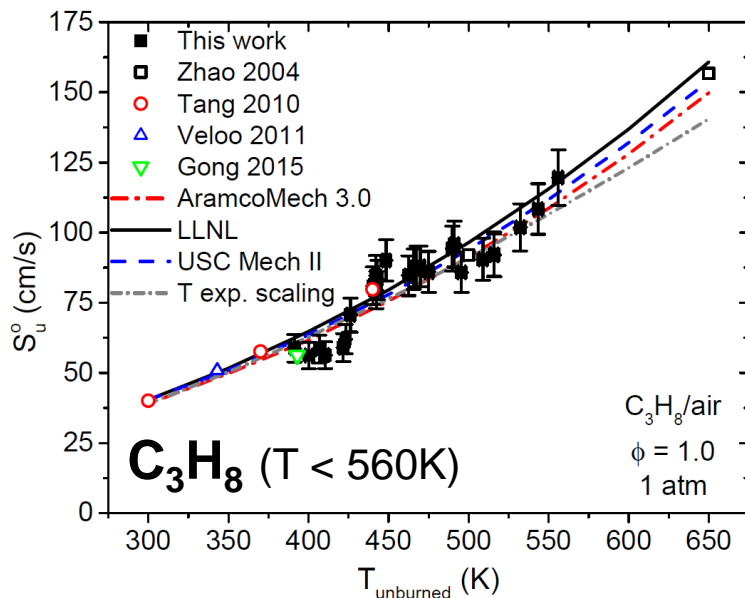 175
150
125
100
75
50
25
0
S_u^o (cm/s)
This work
Zhao 2004
Tang 2010
Veloo 2011
Gong 2015
AramcoMech 3.0
LLNL
USC Mech II
T exp. scaling
C₃H₈ (T < 560K)
C₃H₈/air
ϕ = 1.0
1 atm
300 350 400 450 500 550 600 650
T_unburned (K)